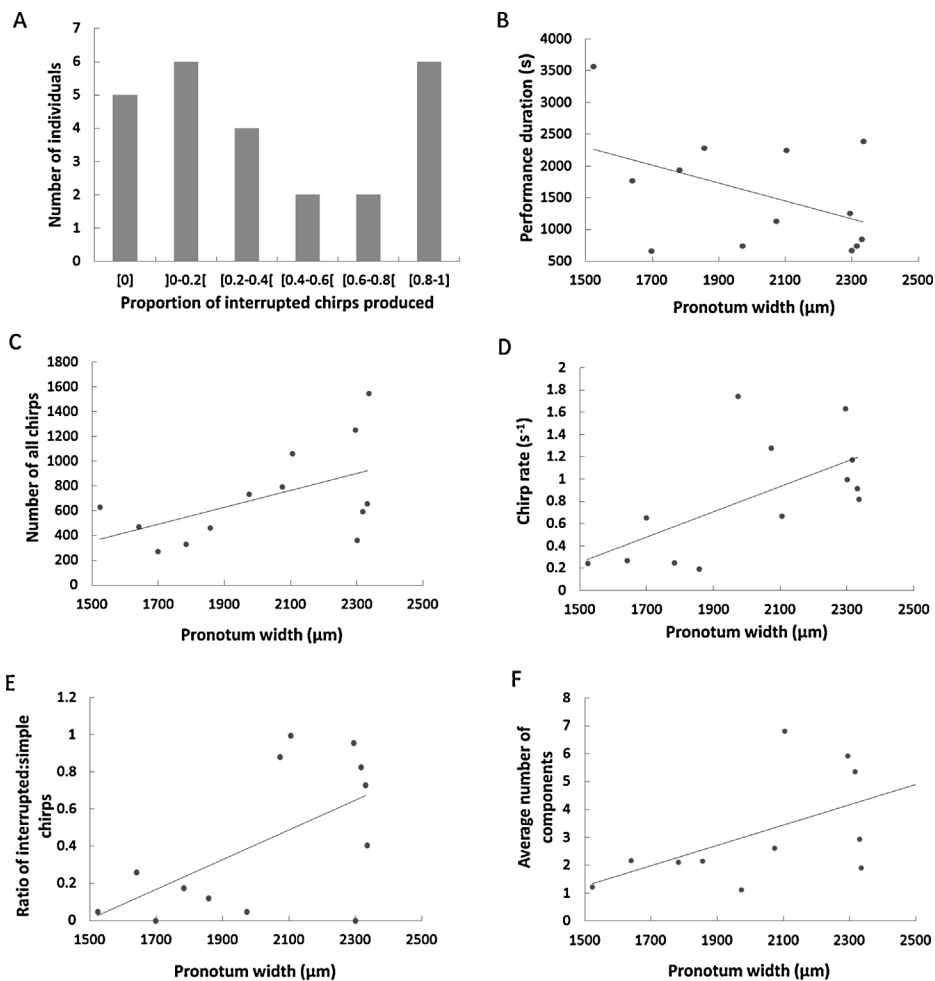 A
7
6
5
4
3
2
1
0
Number of individuals
[0] ]0-0.2[ [0.2-0.4[ [0.4-0.6[ [0.6-0.8[ [0.8-1]
Proportion of interrupted chirps produced
B
4000
3500
3000
2500
2000
1500
1000
500
Performance duration (s)
1500 1700 1900 2100 2300 2500
Pronotum width (µm)
C
1800
1600
1400
1200
1000
800
600
400
200
0
Number of all chirps
1500 1700 1900 2100 2300 2500
Pronotum width (µm)
D
2
1.8
1.6
1.4
1.2
1
0.8
0.6
0.4
0.2
0
Chirp rate (s⁻¹)
1500 1700 1900 2100 2300 2500
Pronotum width (µm)
E
1.2
1
0.8
0.6
0.4
0.2
0
Ratio of interrupted:simple
chirps
1500 1700 1900 2100 2300 2500
Pronotum width (µm)
F
8
7
6
5
4
3
2
1
0
Average number of
components
1500 1700 1900 2100 2300 2500
Pronotum width (µm)